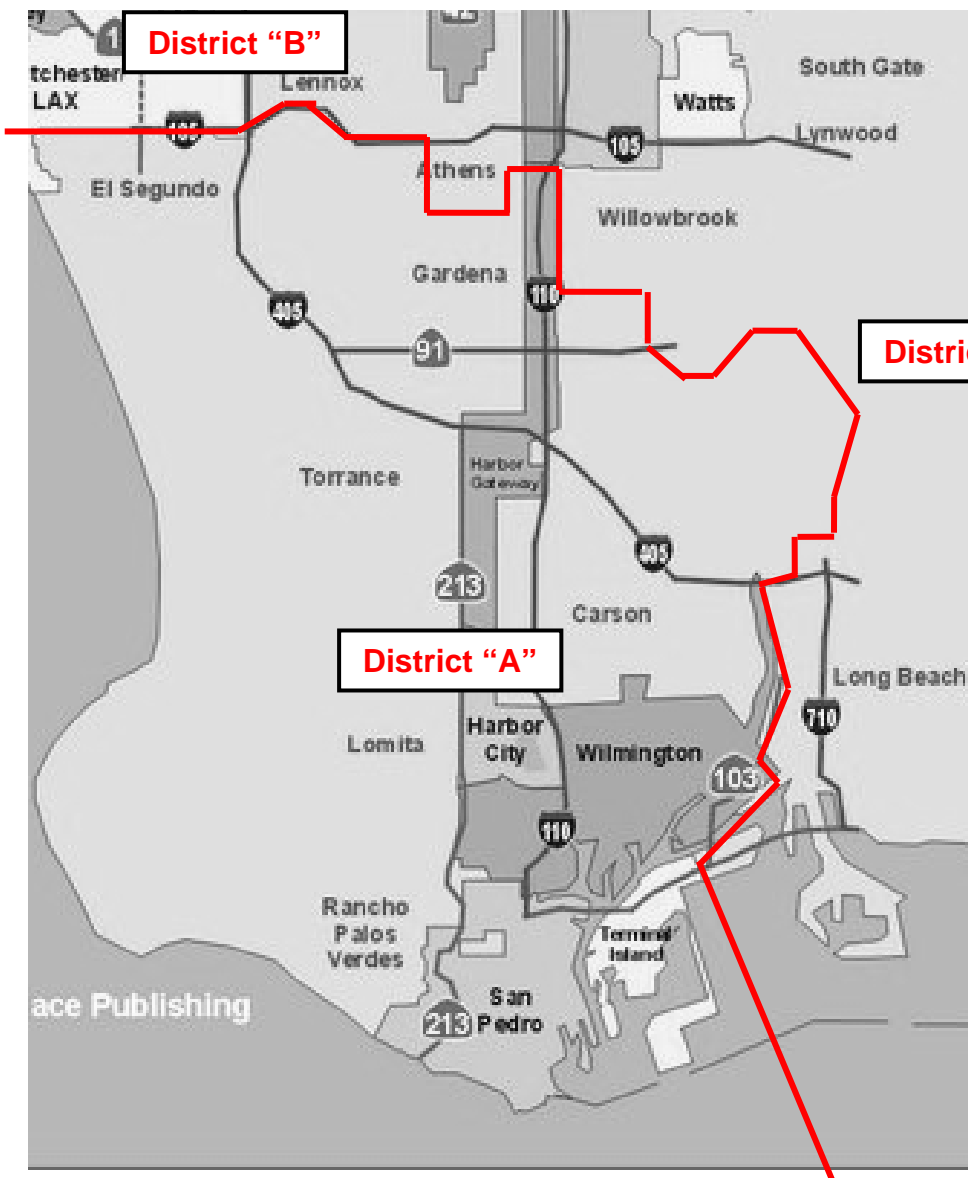 District “B”
tchester
LAX
Lennox
South Gate
Watts
105
105
Lynwood
El Segundo
Athens
Willowbrook
Gardena
405
110
91
Distri
Torrance
Harbor
Gateway
405
213
Carson
District “A”
Long Beach
710
Lomita
Harbor
City
Wilmington
103
110
Rancho
Palos
Verdes
Terminal
Island
ace Publishing
San
Pedro
213